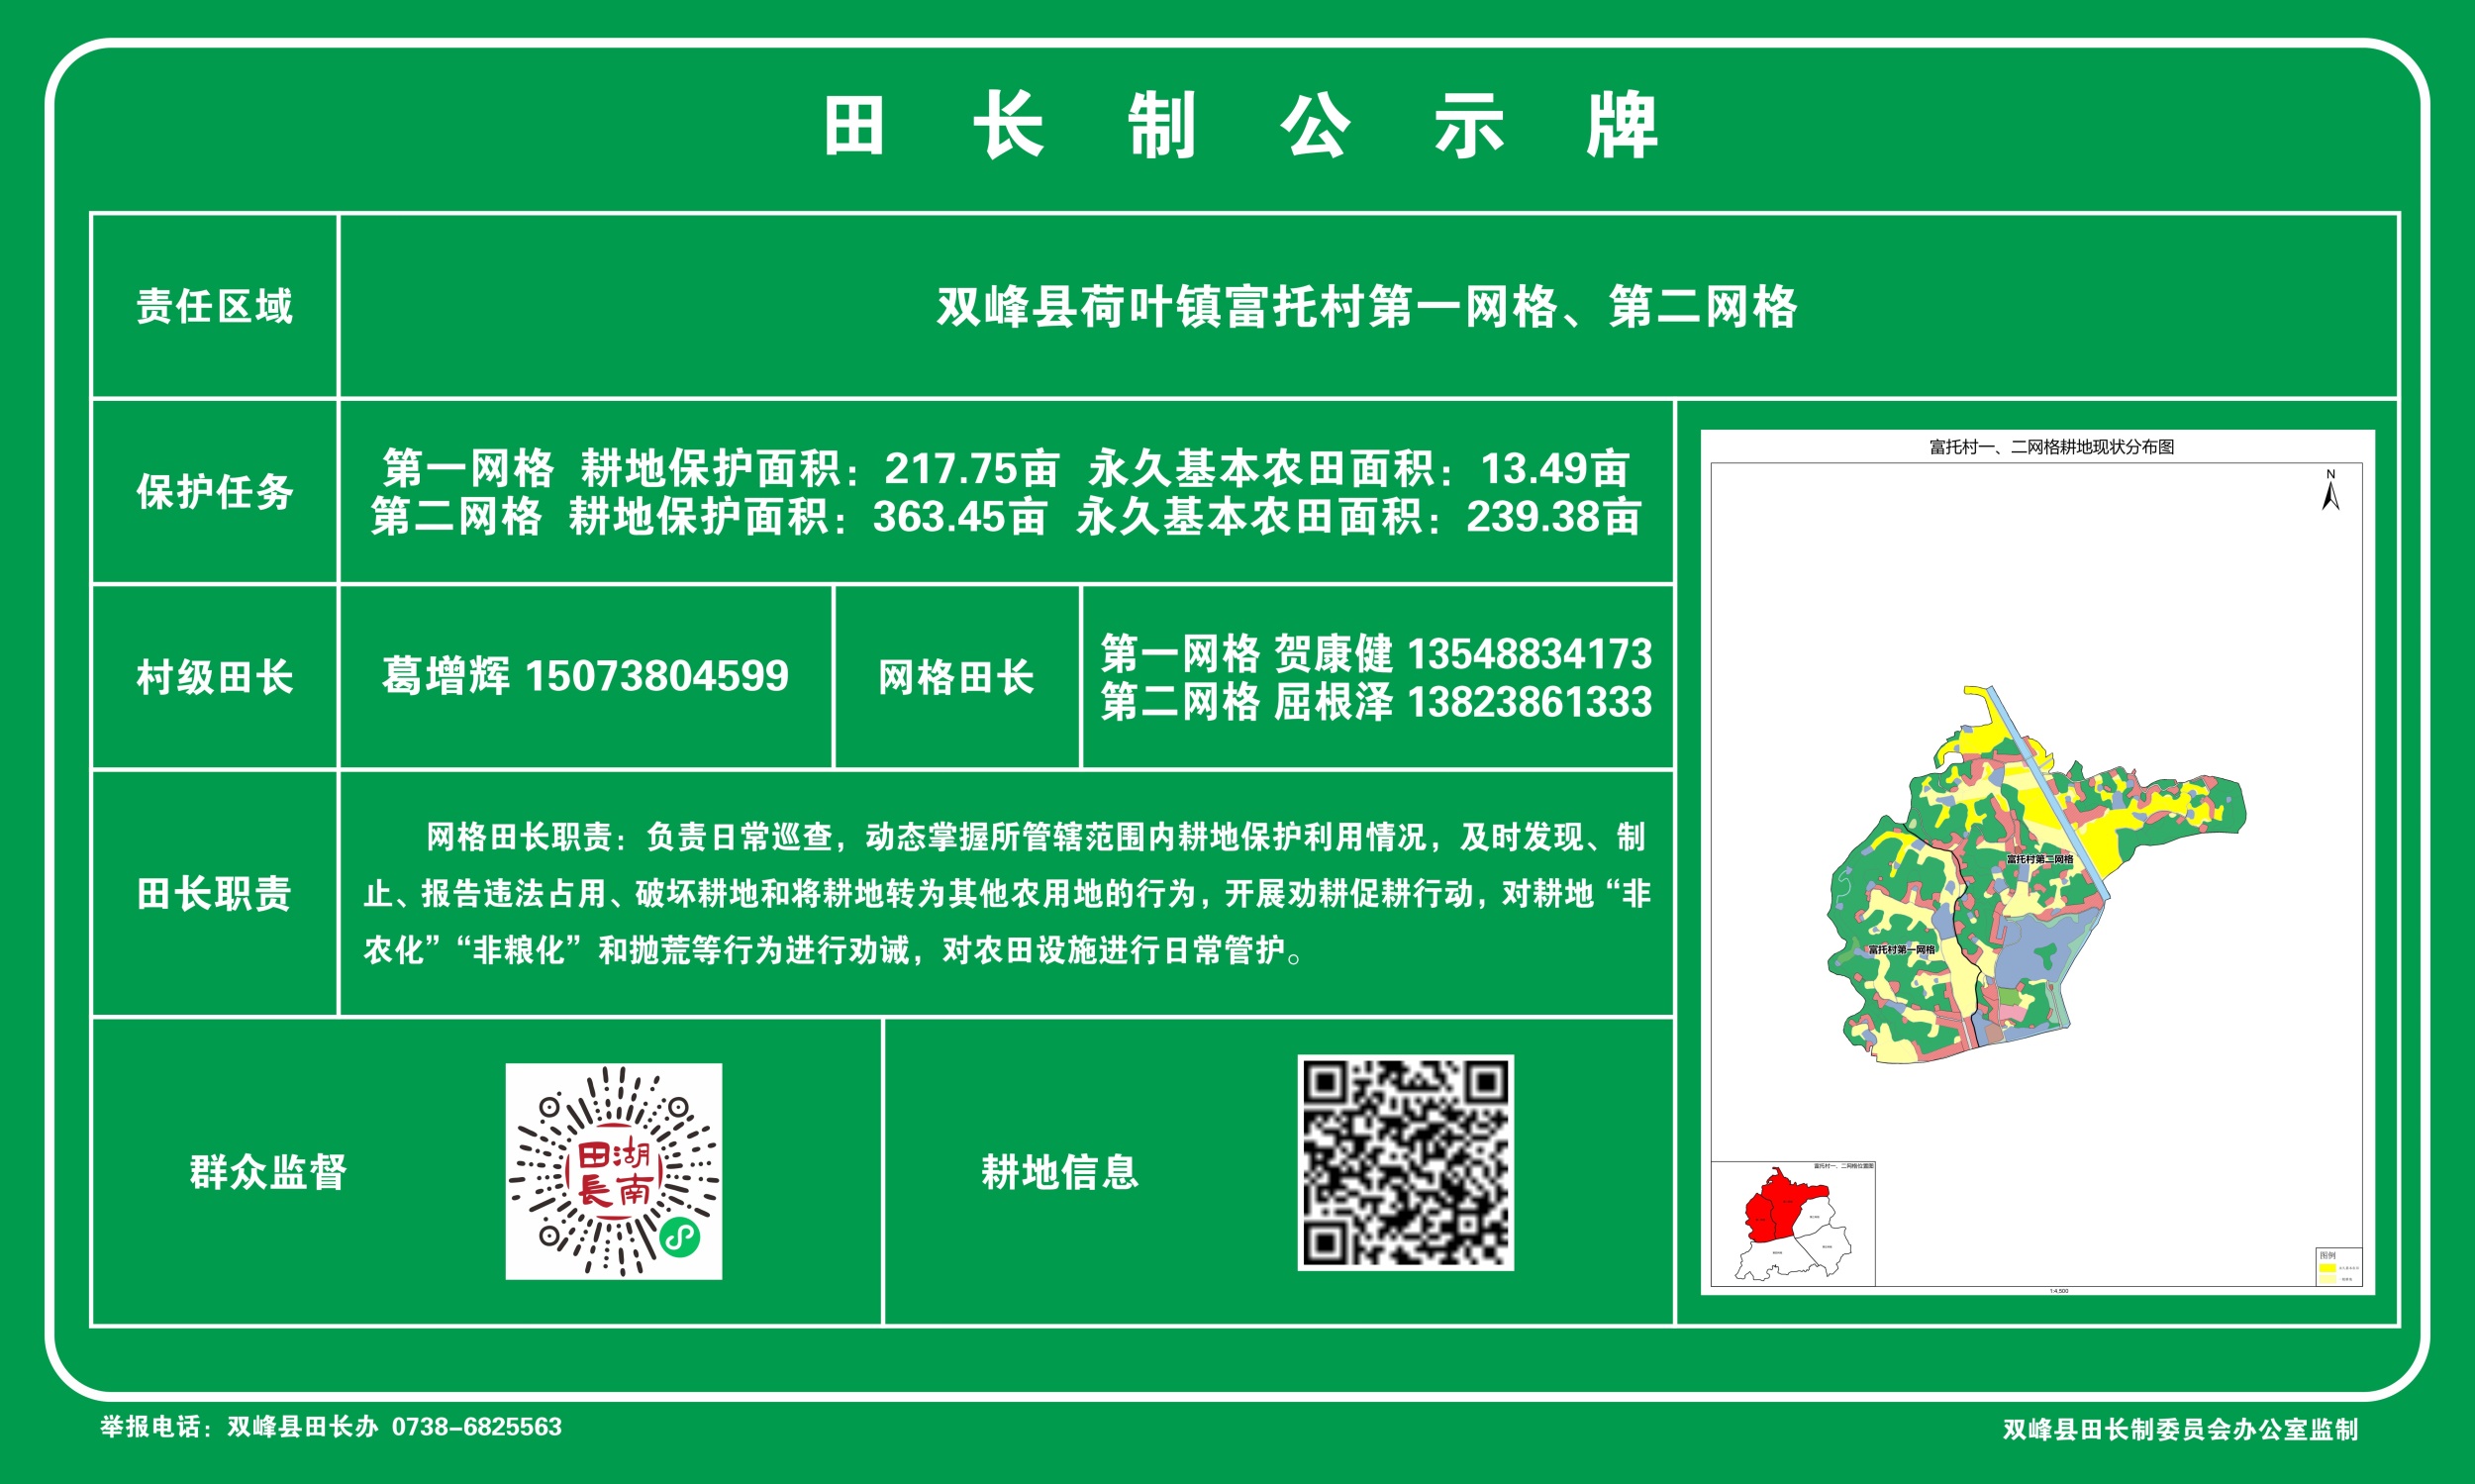 田长制公示牌
责任区域
双峰县荷叶镇富托村第一网格、第二网格
保护任务
第一网格 耕地保护面积：217.75亩 永久基本农田面积：13.49亩
第二网格 耕地保护面积：363.45亩 永久基本农田面积：239.38亩
村级田长
葛增辉 15073804599
网格田长
第一网格 贺康健 13548834173
第二网格 屈根泽 13823861333
田长职责
网格田长职责：负责日常巡查，动态掌握所管辖范围内耕地保护利用情况，及时发现、制
止、报告违法占用、破坏耕地和将耕地转为其他农用地的行为，开展劝耕促耕行动，对耕地“非
农化”“非粮化”和抛荒等行为进行劝诫，对农田设施进行日常管护。
群众监督
田湖
長南
耕地信息
富托村一、二网格耕地现状分布图
N
富托村第二网格
富托村第一网格
富托村一、二网格位置图
图例
1:4,500
举报电话：双峰县田长办 0738-6825563
双峰县田长制委员会办公室监制